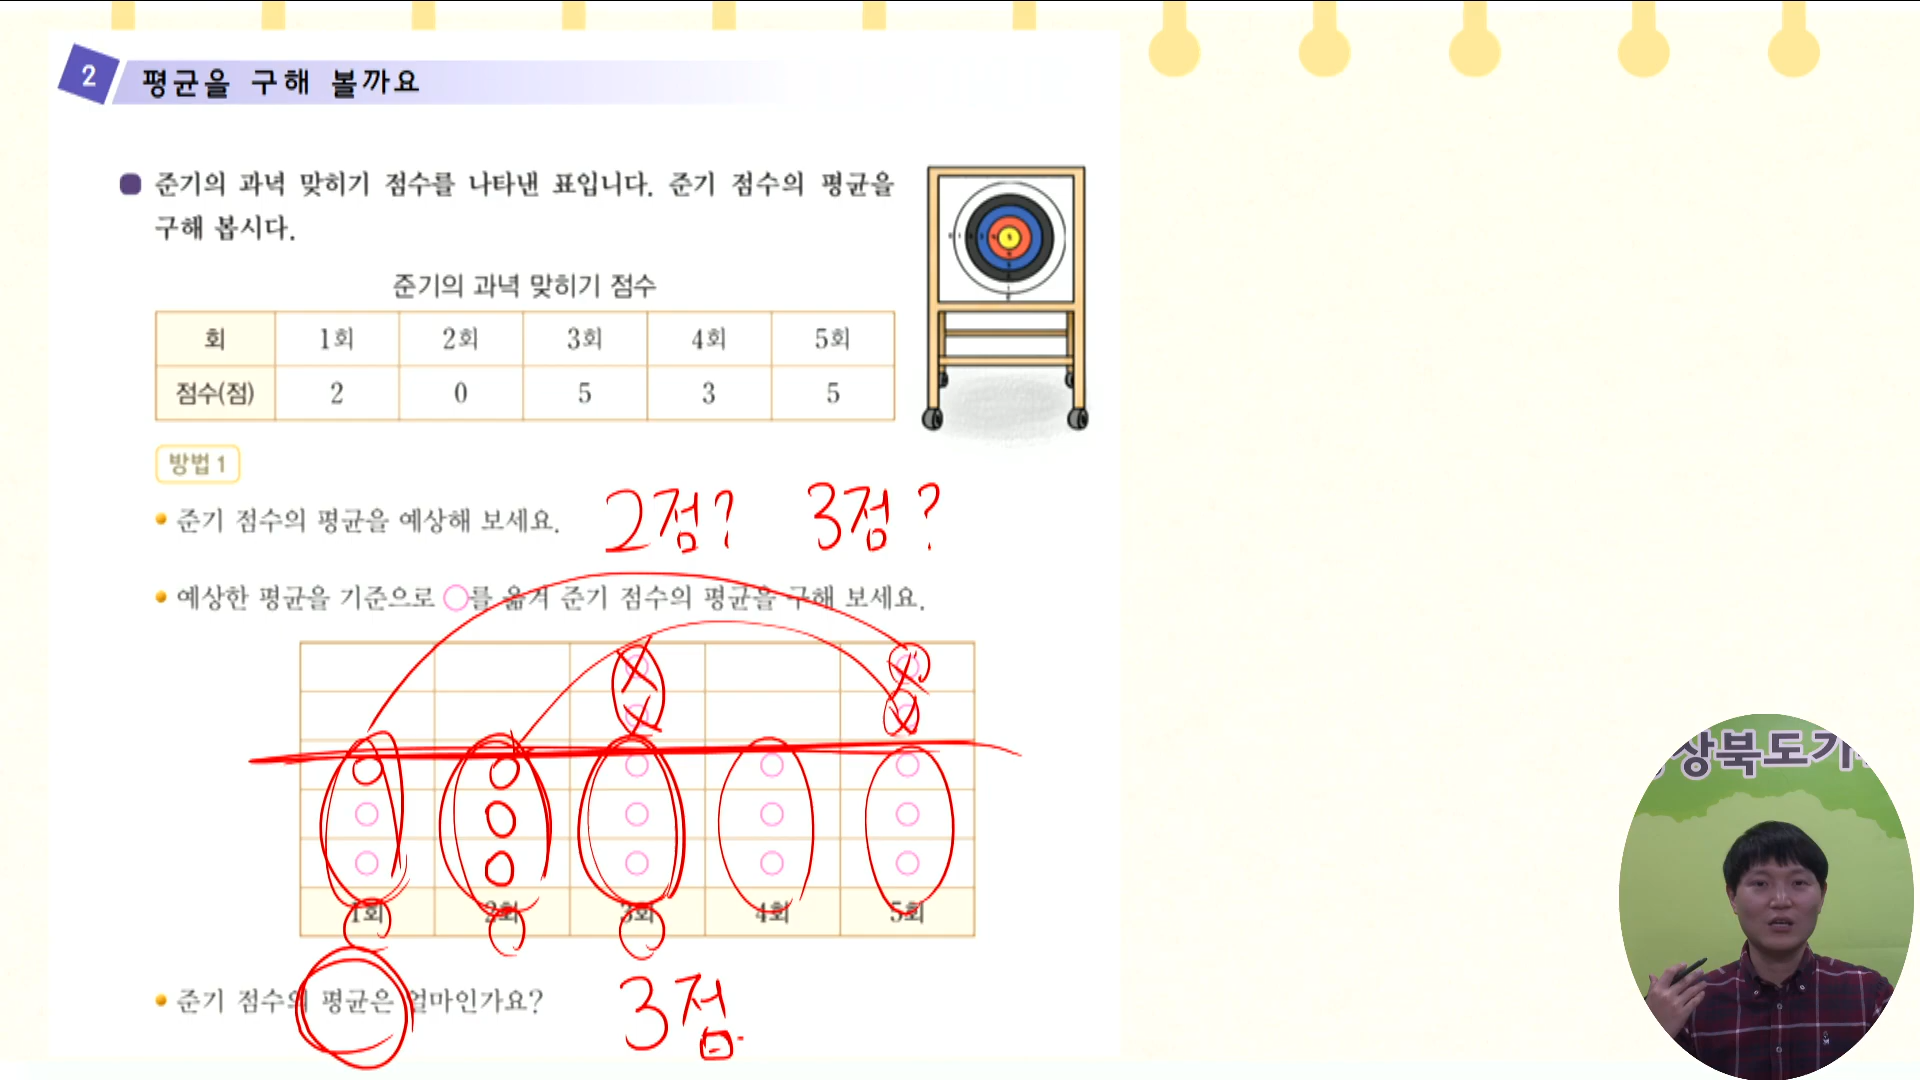 2 평균을 구해 볼까요
준기의 과녁 맞히기 점수를 나타낸 표입니다. 준기 점수의 평균을
구해 봅시다.
준기의 과녁 맞히기 점수
회 1회 2회 3회 4회 5회
점수(점) 2 0 5 3 5
방법 1
준기 점수의 평균을 예상해 보세요. 2점? 3점?
예상한 평균을 기준으로 ○를 옮겨 준기 점수의 평균을 구해 보세요.
1회 2회 3회 4회 5회
준기 점수의 평균은 얼마인가요? 3점.
상북도